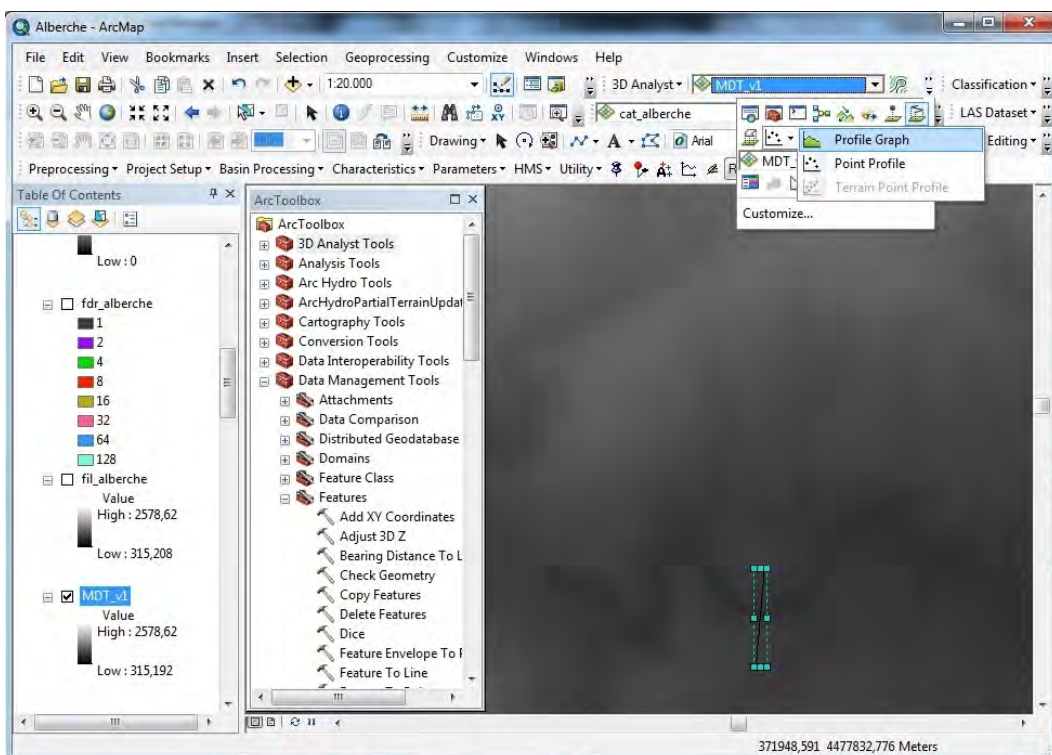 Alberche - ArcMap
File Edit View Bookmarks Insert Selection Geoprocessing Customize Windows Help
1:20.000 3D Analyst MDT_v1 Classification
cat_alberche LAS Dataset
Drawing A Arial Editing
Profile Graph
Point Profile
Terrain Point Profile
Customize...
Preprocessing Project Setup Basin Processing Characteristics Parameters HMS Utility
Table Of Contents
Low : 0
fdr_alberche
1
2
4
8
16
32
64
128
fil_alberche
Value
High : 2578,62
Low : 315,208
MDT_v1
Value
High : 2578,62
Low : 315,192
ArcToolbox
ArcToolbox
3D Analyst Tools
Analysis Tools
Arc Hydro Tools
ArcHydroPartialTerrainUpdat
Cartography Tools
Conversion Tools
Data Interoperability Tools
Data Management Tools
Attachments
Data Comparison
Distributed Geodatabase
Domains
Feature Class
Features
Add XY Coordinates
Adjust 3D Z
Bearing Distance To L
Check Geometry
Copy Features
Delete Features
Dice
Feature Envelope To
Feature To Line
371948,591 4477832,776 Meters